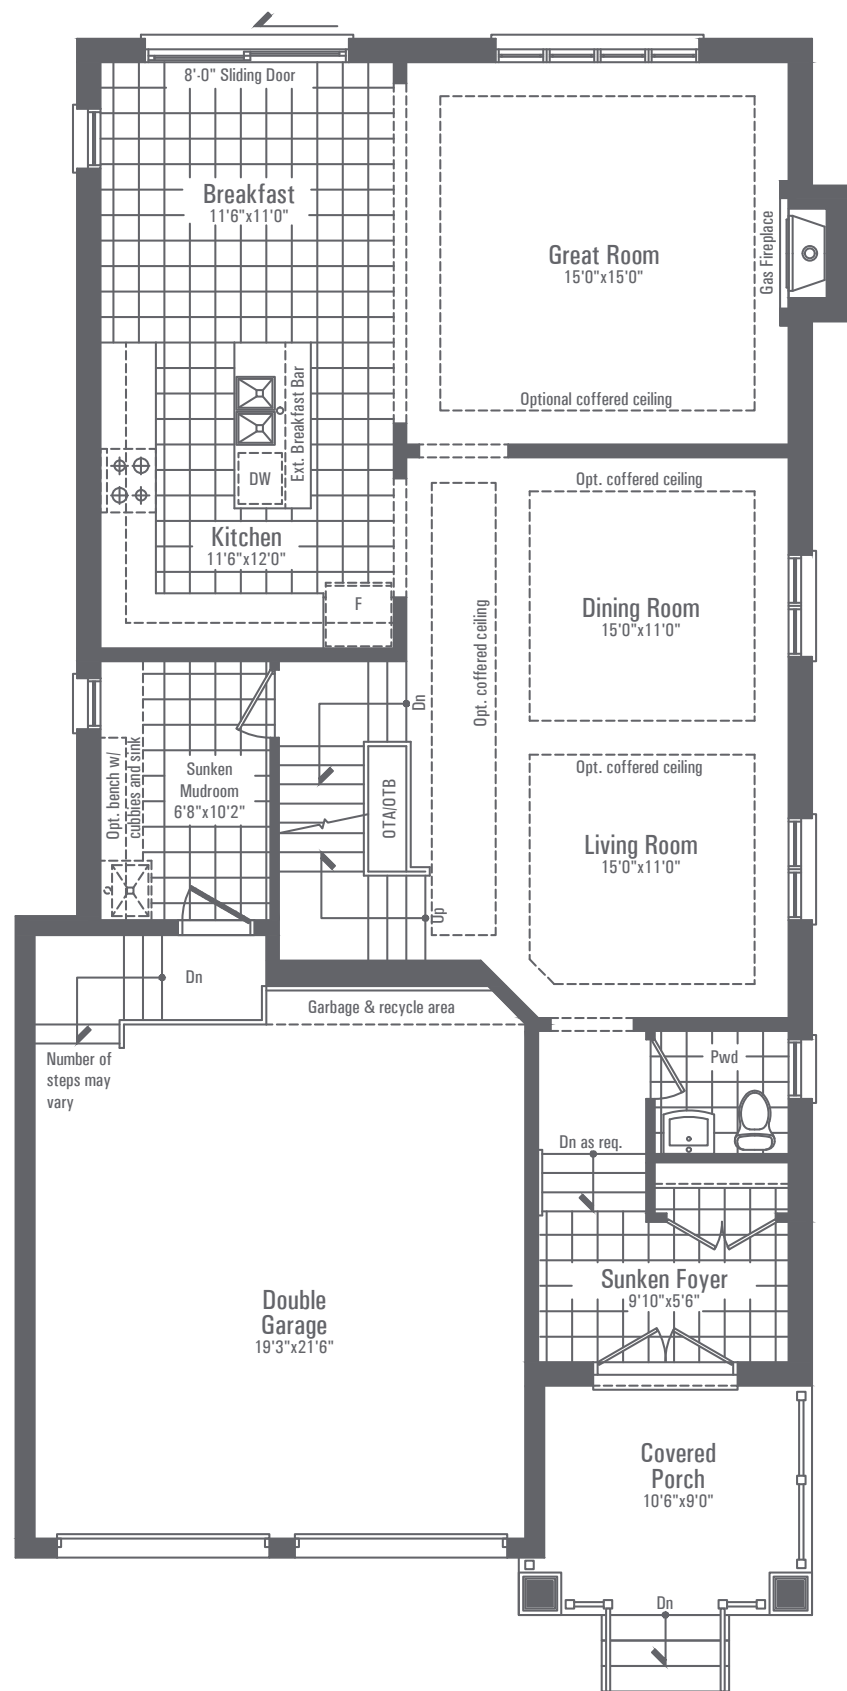 8'-0" Sliding Door
Breakfast
11'6"x11'0"
Great Room
15'0"x15'0"
Gas Fireplace
Optional coffered ceiling
Ext. Breakfast Bar
DW
Kitchen
11'6"x12'0"
F
Opt. coffered ceiling
Dining Room
15'0"x11'0"
Opt. coffered ceiling
Dn
Opt. bench w/
cubbies and sink
Sunken
Mudroom
6'8"x10'2"
OTA/OTB
Opt. coffered ceiling
Living Room
15'0"x11'0"
Up
Dn
Garbage & recycle area
Number of
steps may
vary
Pwd
Dn as req.
Sunken Foyer
9'10"x5'6"
Double
Garage
19'3"x21'6"
Covered
Porch
10'6"x9'0"
Dn